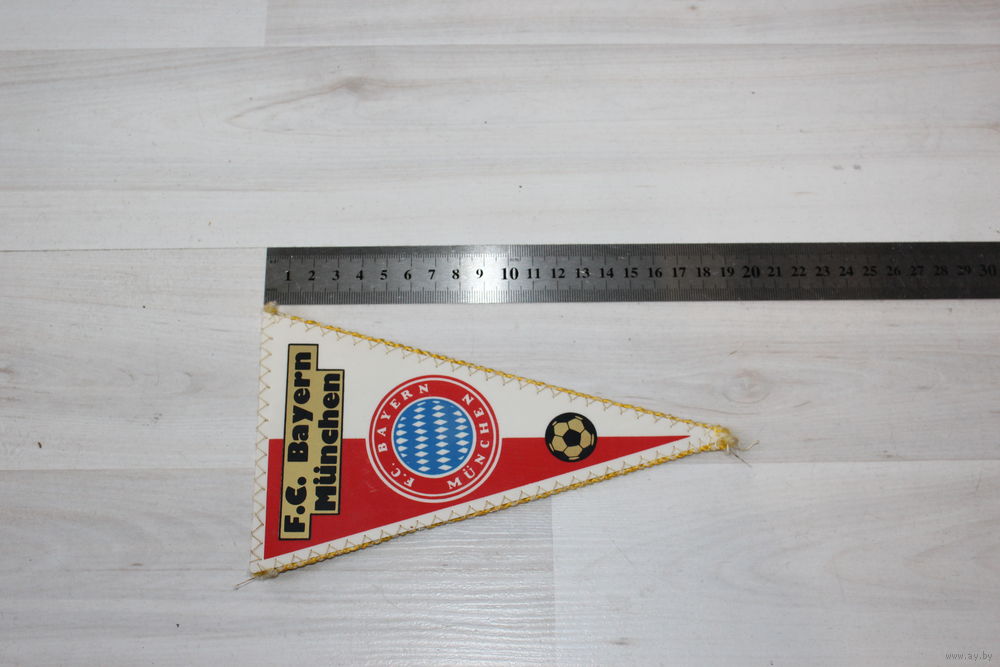 1 2 3 4 5 6 7 8 9 10 11 12 13 14 15 16 17 18 19 20 21 22 23 24 25 26 27 28 29 30
F.C. Bayern
München
F.C. BAYERN
MÜNCHEN
www.ay.by